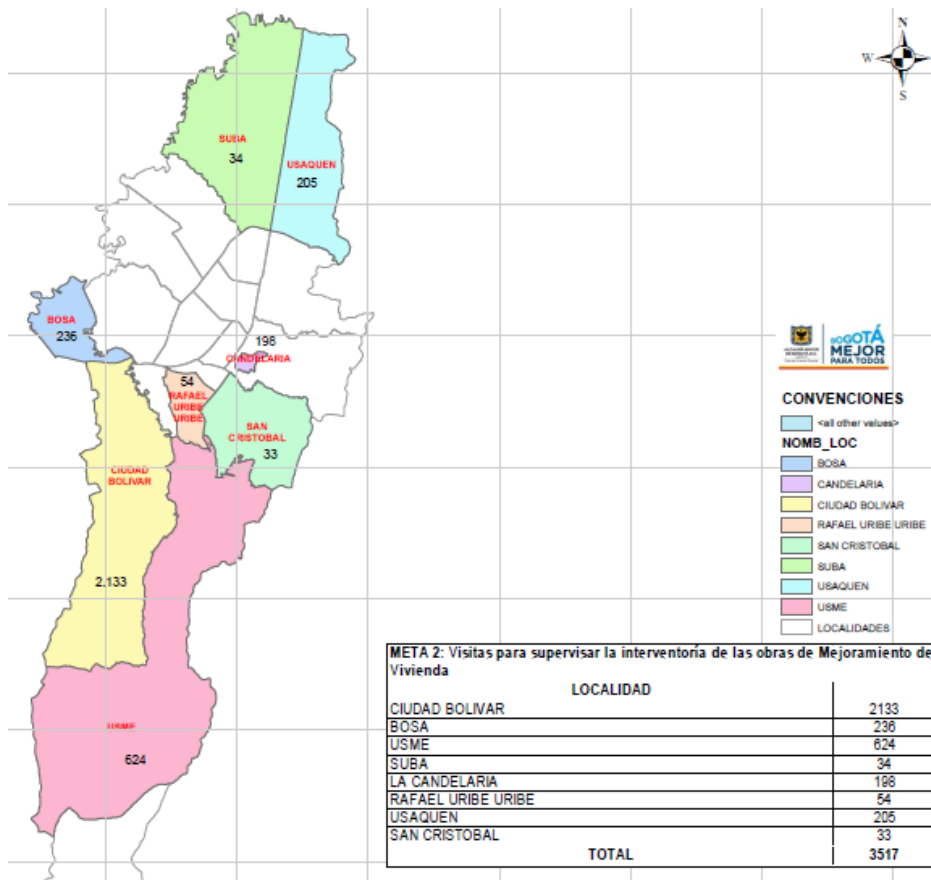 N
W
S
SUBA
34
USAQUEN
205
BOSA
236
198
CANDELARIA
54
RAFAEL
URIBE
URIBE
SAN
CRISTOBAL
33
CIUDAD
BOLIVAR
2.133
USME
624
BOGOTÁ
MEJOR
PARA TODOS
CONVENCIONES
<all other values>
NOMB_LOC
BOSA
CANDELARIA
CIUDAD BOLIVAR
RAFAEL URIBE URIBE
SAN CRISTOBAL
SUBA
USAQUEN
USME
LOCALIDADES
META 2: Visitas para supervisar la interventoría de las obras de Mejoramiento de
Vivienda
LOCALIDAD
CIUDAD BOLIVAR 2133
BOSA 236
USME 624
SUBA 34
LA CANDELARIA 198
RAFAEL URIBE URIBE 54
USAQUEN 205
SAN CRISTOBAL 33
TOTAL 3517